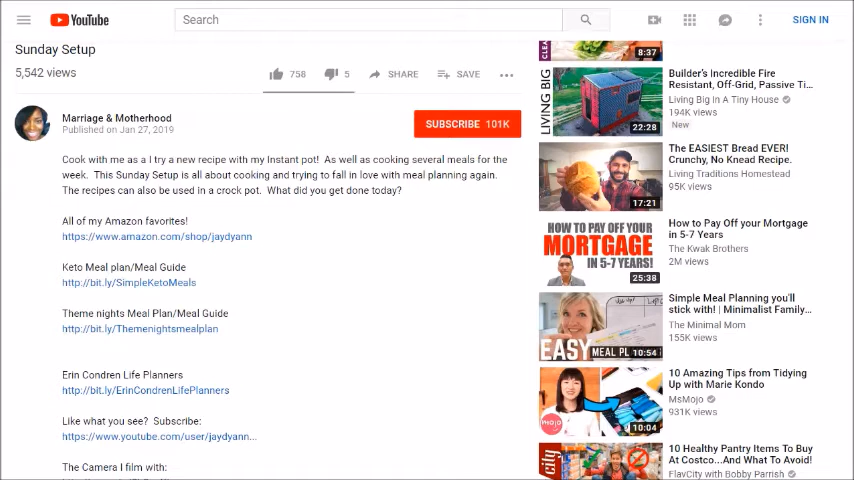 YouTube
Search
SIGN IN
Sunday Setup
5,542 views
758
5
SHARE
SAVE
Marriage & Motherhood
Published on Jan 27, 2019
SUBSCRIBE 101K
Cook with me as a I try a new recipe with my Instant pot! As well as cooking several meals for the
week. This Sunday Setup is all about cooking and trying to fall in love with meal planning again.
The recipes can also be used in a crock pot. What did you get done today?
All of my Amazon favorites!
https://www.amazon.com/shop/jaydyann
Keto Meal plan/Meal Guide
http://bit.ly/SimpleKetoMeals
Theme nights Meal Plan/Meal Guide
http://bit.ly/Themenightsmealplan
Erin Condren Life Planners
http://bit.ly/ErinCondrenLifePlanners
Like what you see? Subscribe:
https://www.youtube.com/user/jaydyann...
The Camera I film with:
8:37
LIVING BIG
22:28
Builder's Incredible Fire
Resistant, Off-Grid, Passive Ti...
Living Big In A Tiny House
194K views
New
17:21
The EASIEST Bread EVER!
Crunchy, No Knead Recipe.
Living Traditions Homestead
95K views
HOW TO PAY OFF YOUR
MORTGAGE
IN 5-7 YEARS!
25:38
How to Pay Off your Mortgage
in 5-7 Years
The Kwak Brothers
2M views
EASY MEAL PL
10:54
Simple Meal Planning you'll
stick with! | Minimalist Family...
The Minimal Mom
155K views
mojo
10:04
10 Amazing Tips from Tidying
Up with Marie Kondo
MsMojo
931K views
city
10 Healthy Pantry Items To Buy
At Costco...And What To Avoid!
FlavCity with Bobby Parrish